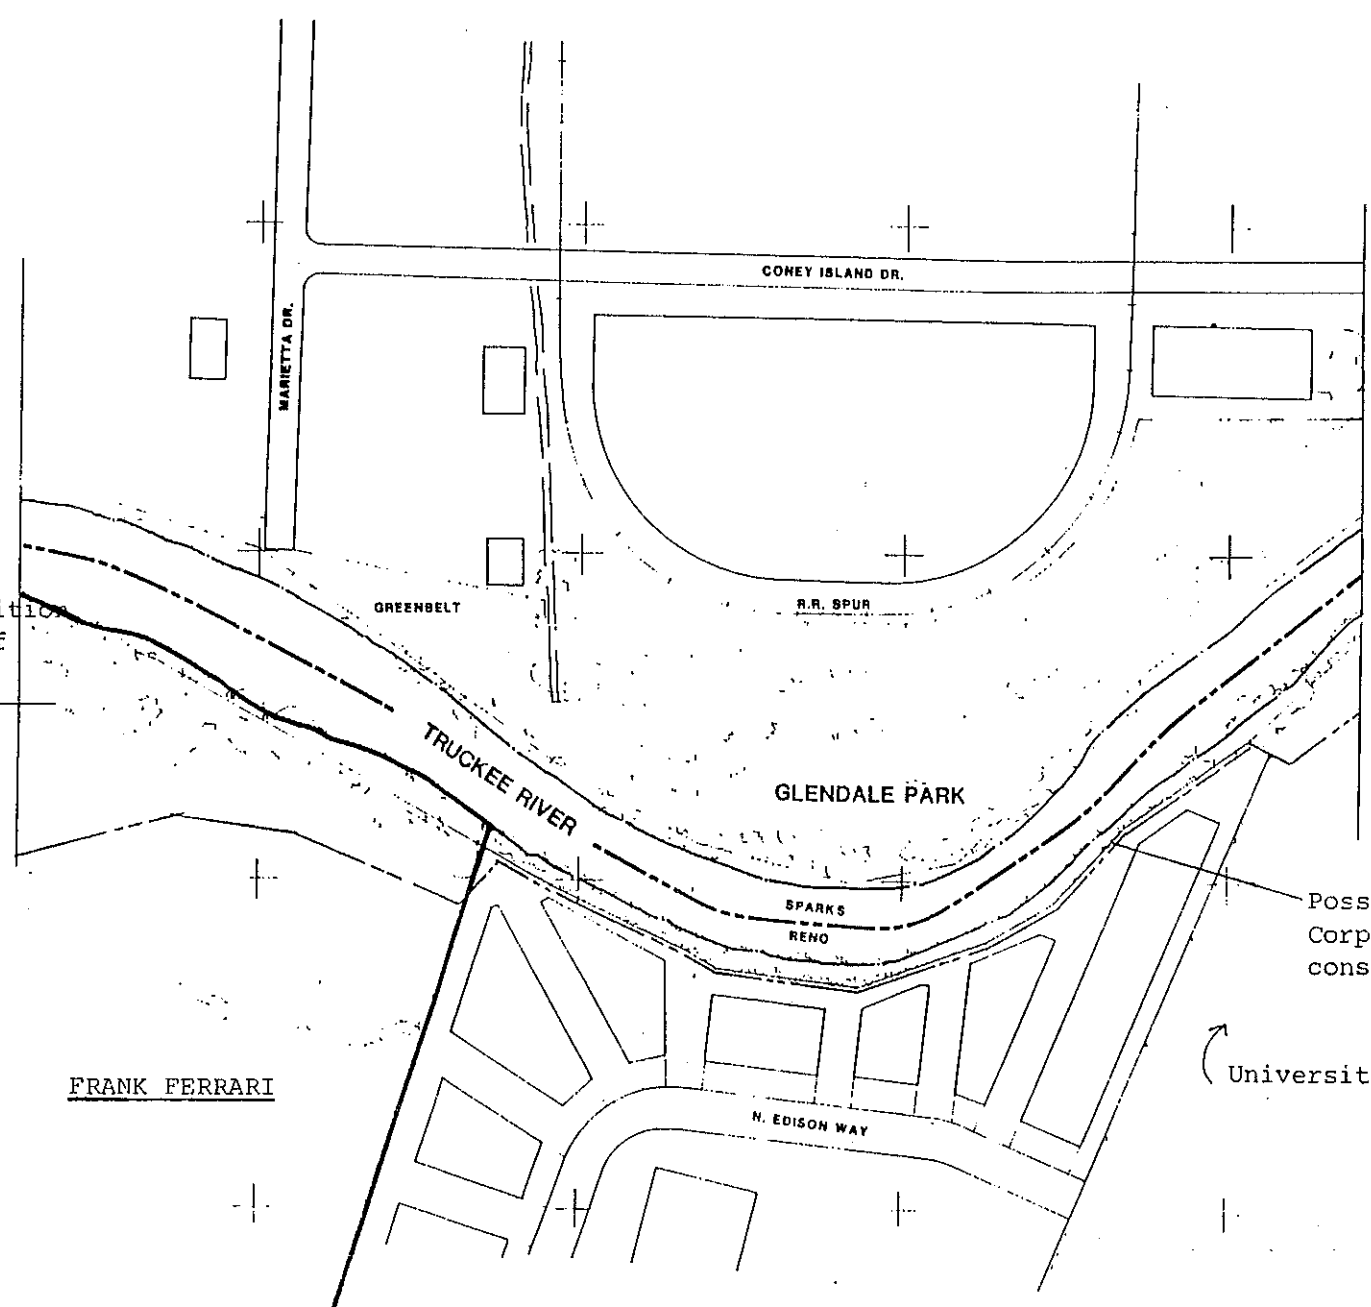 CONEY ISLAND DR.
MARIETTA DR.
GREENBELT
R.R. SPUR
TRUCKEE RIVER
GLENDALE PARK
SPARKS
RENO
Poss
Corp
cons
FRANK FERRARI
Universit
N. EDISON WAY